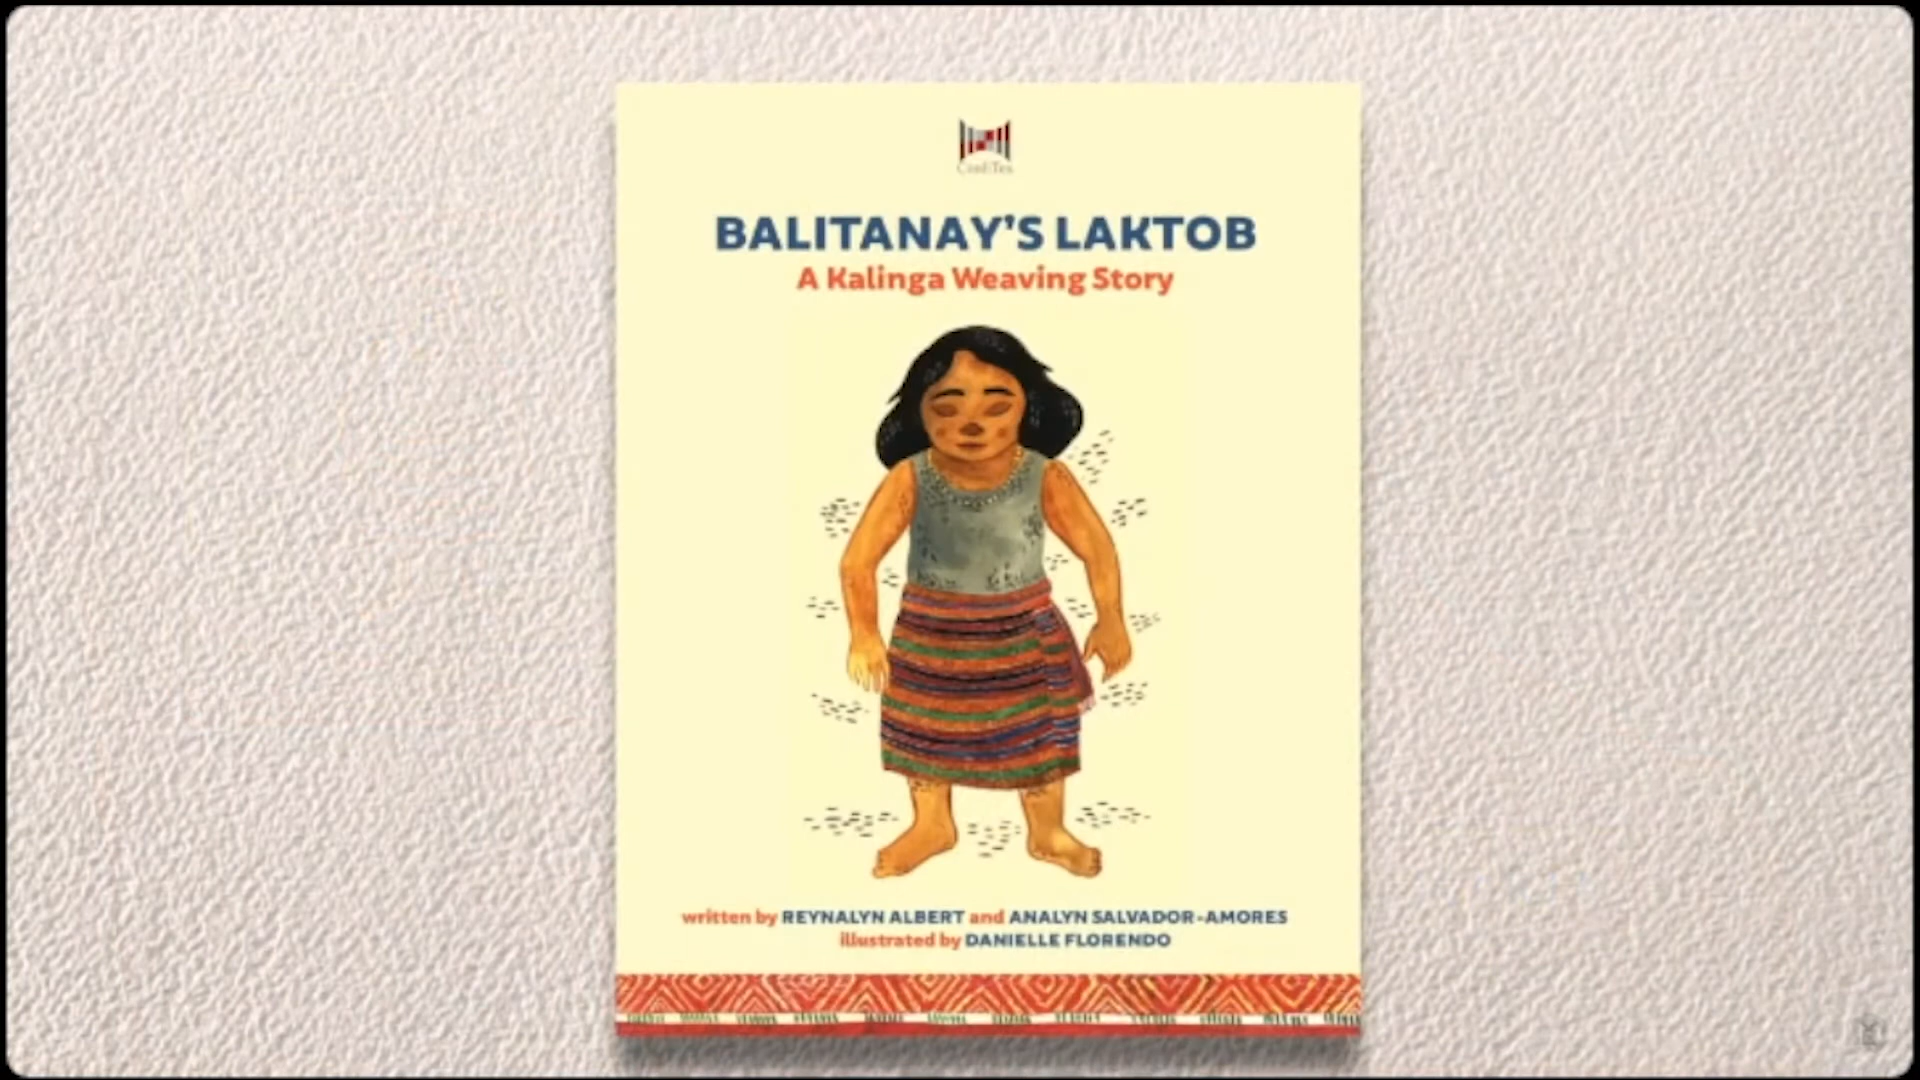 CordiTex
BALITANAY'S LAKTOB
A Kalinga Weaving Story
written by REYNALYN ALBERT and ANALYN SALVADOR-AMORES
illustrated by DANIELLE FLORENDO